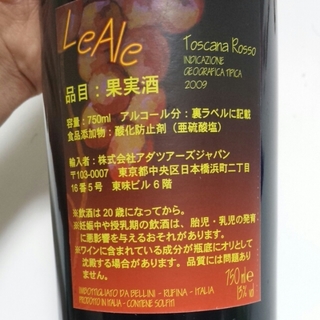 LeAle
Toscana Rosso
INDICAZIONE
GEOGRAFICA TIPICA
2009
品目：果実酒
容量：750ml アルコール分：裏ラベルに記載
食品添加物：酸化防止剤（亜硫酸塩）
輸入者：株式会社アダツアーズジャパン
〒103-0007 東京都中央区日本橋浜町二丁目
16番5号 東味ビル6階
※飲酒は20歳になってから。
※妊娠中や授乳期の飲酒は、胎児・乳児の発育
に悪影響を与えるおそれがあります。
※ワインに含まれている成分が瓶底にオリとして
沈殿する場合があります。品質には問題あり
ません。
750 ml e
13% vol
IMBOTTIGLIATO DA BELLINI - RUFINA - ITALIA
PRODOTTO IN ITALIA - CONTIENE SOLFITI